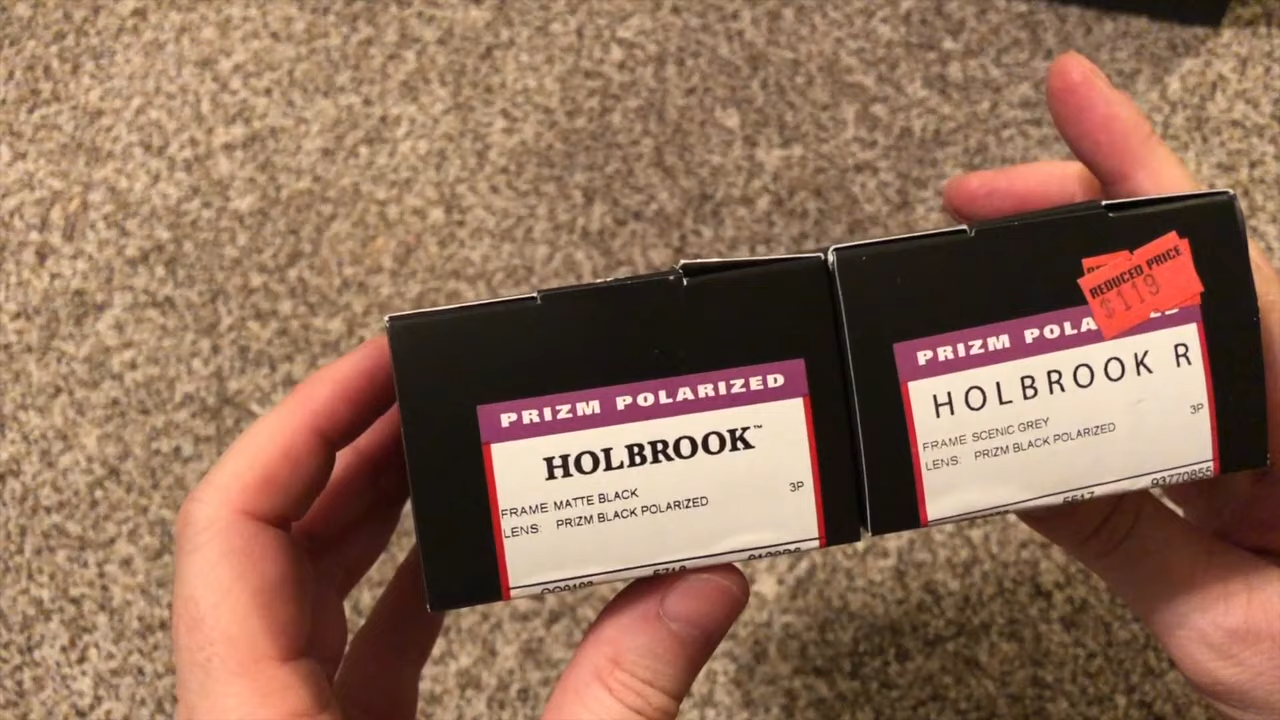 PRIZM POLARIZED
HOLBROOK™
FRAME: MATTE BLACK
3P
LENS: PRIZM BLACK POLARIZED
REDUCED PRICE
$119
PRIZM POLA
HOLBROOK R
FRAME SCENIC GREY
3P
LENS: PRIZM BLACK POLARIZED
93770855